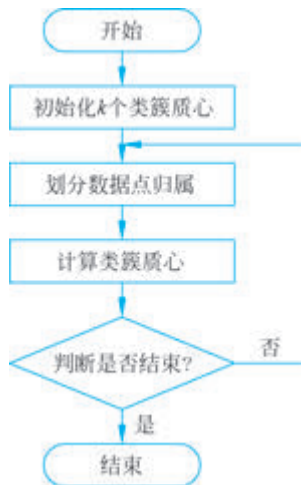 开始
初始化k个类簇质心
划分数据点归属
计算类簇质心
判断是否结束?
否
是
结束